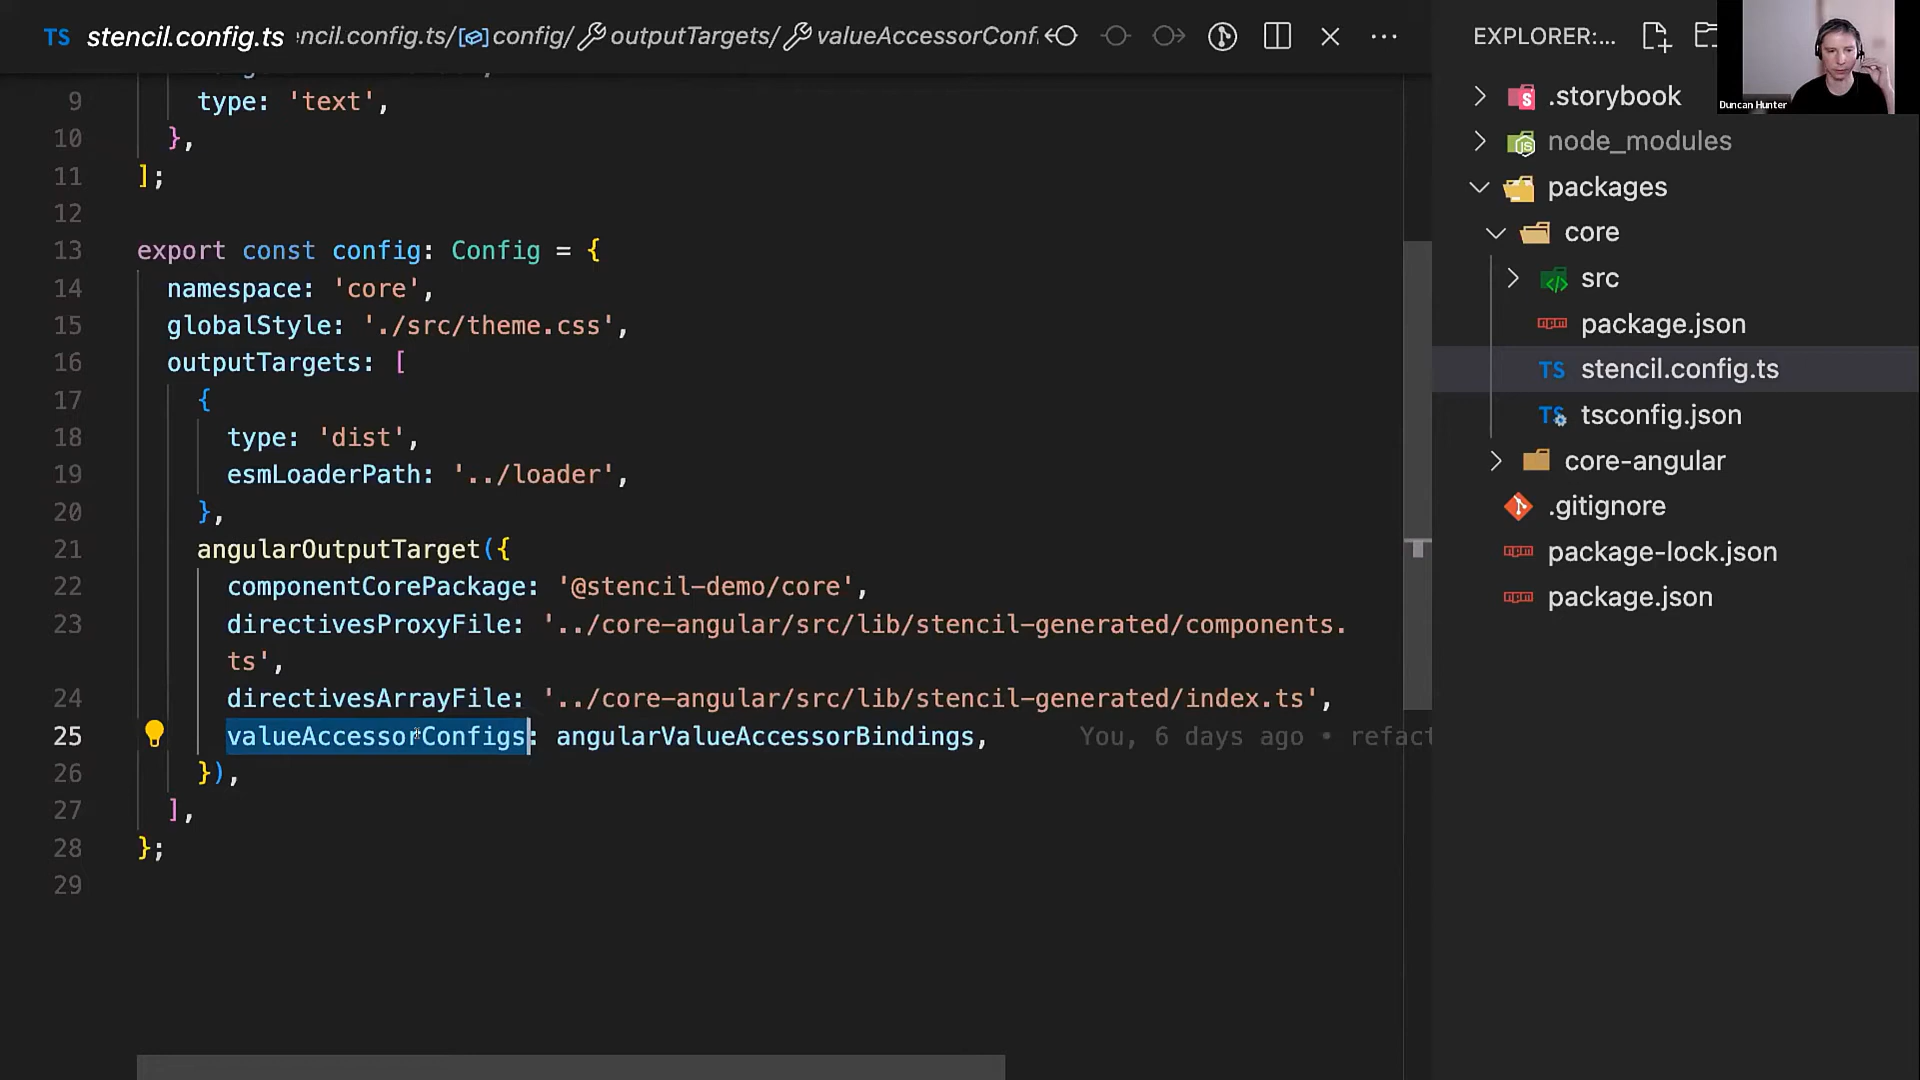 TS stencil.config.ts ncil.config.ts/ config/ outputTargets/ valueAccessorConf. ...
EXPLORER:...
Duncan Hunter
9 type: 'text',
10 },
11 ];
12
13 export const config: Config = {
14 namespace: 'core',
15 globalStyle: './src/theme.css',
16 outputTargets: [
17 {
18 type: 'dist',
19 esmLoaderPath: '../loader',
20 },
21 angularOutputTarget({
22 componentCorePackage: '@stencil-demo/core',
23 directivesProxyFile: '../core-angular/src/lib/stencil-generated/components.
ts',
24 directivesArrayFile: '../core-angular/src/lib/stencil-generated/index.ts',
25 valueAccessorConfigs: angularValueAccessorBindings, You, 6 days ago • refact
26 }),
27 ],
28 };
29
.storybook
node_modules
packages
core
src
package.json
TS stencil.config.ts
TS tsconfig.json
core-angular
.gitignore
package-lock.json
package.json